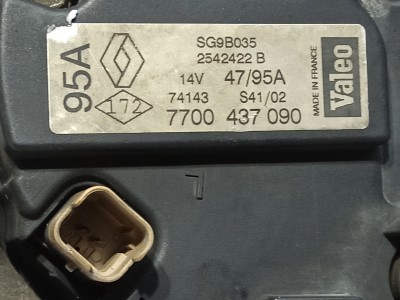 95A
172
SG9B035
2542422 B
14V 47/95A
74143 S41/02
7700 437 090
MADE IN FRANCE
Valeo